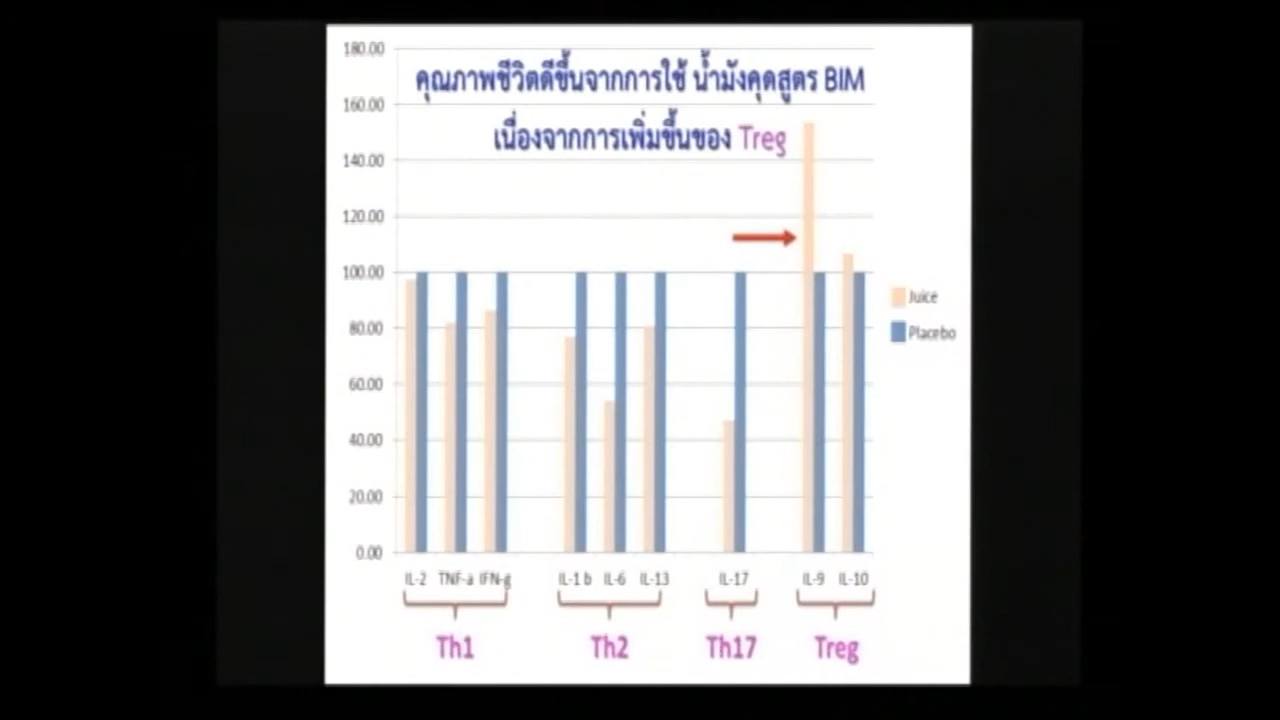 คุณภาพชีวิตดีขึ้นจากการใช้ น้ำมังคุดสูตร BIM
เนื่องจากการเพิ่มขึ้นของ Treg
180.00
160.00
140.00
120.00
100.00
80.00
60.00
40.00
20.00
0.00
Juice
Placebo
IL-2 TNF-a IFN-g IL-1 b IL-6 IL-13 IL-17 IL-9 IL-10
Th1 Th2 Th17 Treg